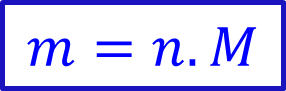 m = n. M